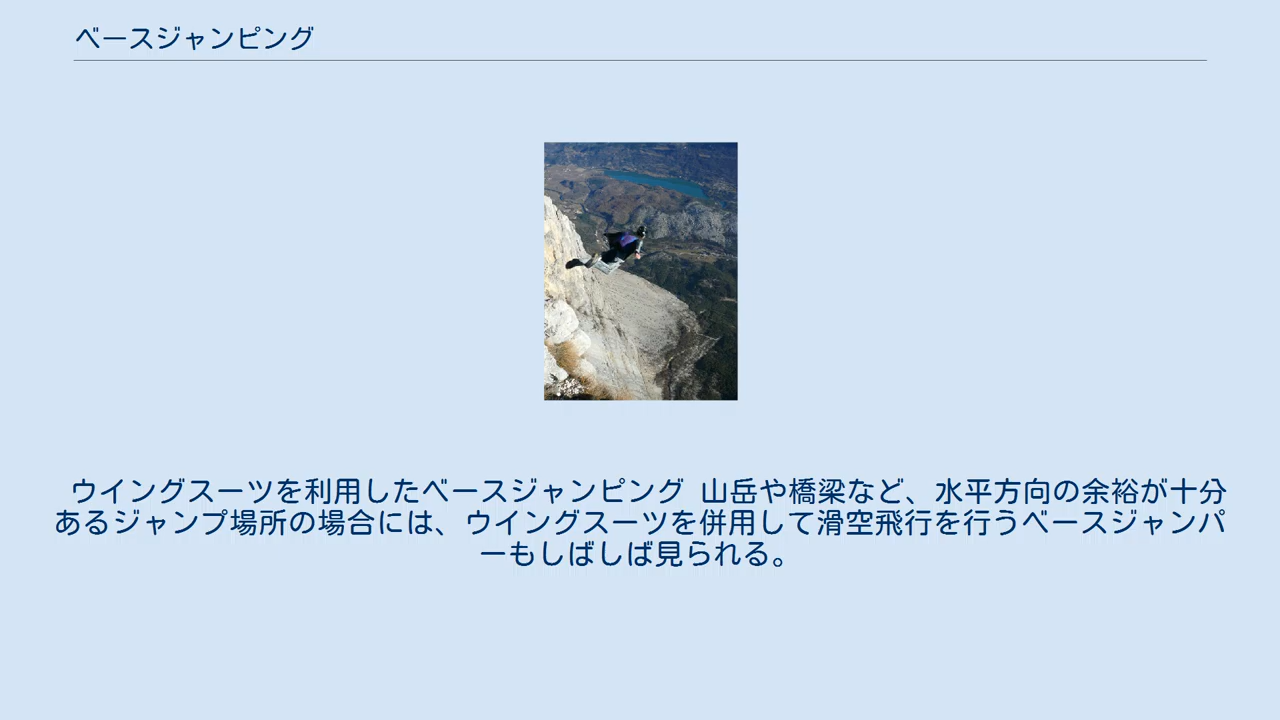 ベースジャンピング
ウイングスーツを利用したベースジャンピング 山岳や橋梁など、水平方向の余裕が十分
あるジャンプ場所の場合には、ウイングスーツを併用して滑空飛行を行うベースジャンパ
ーもしばしば見られる。